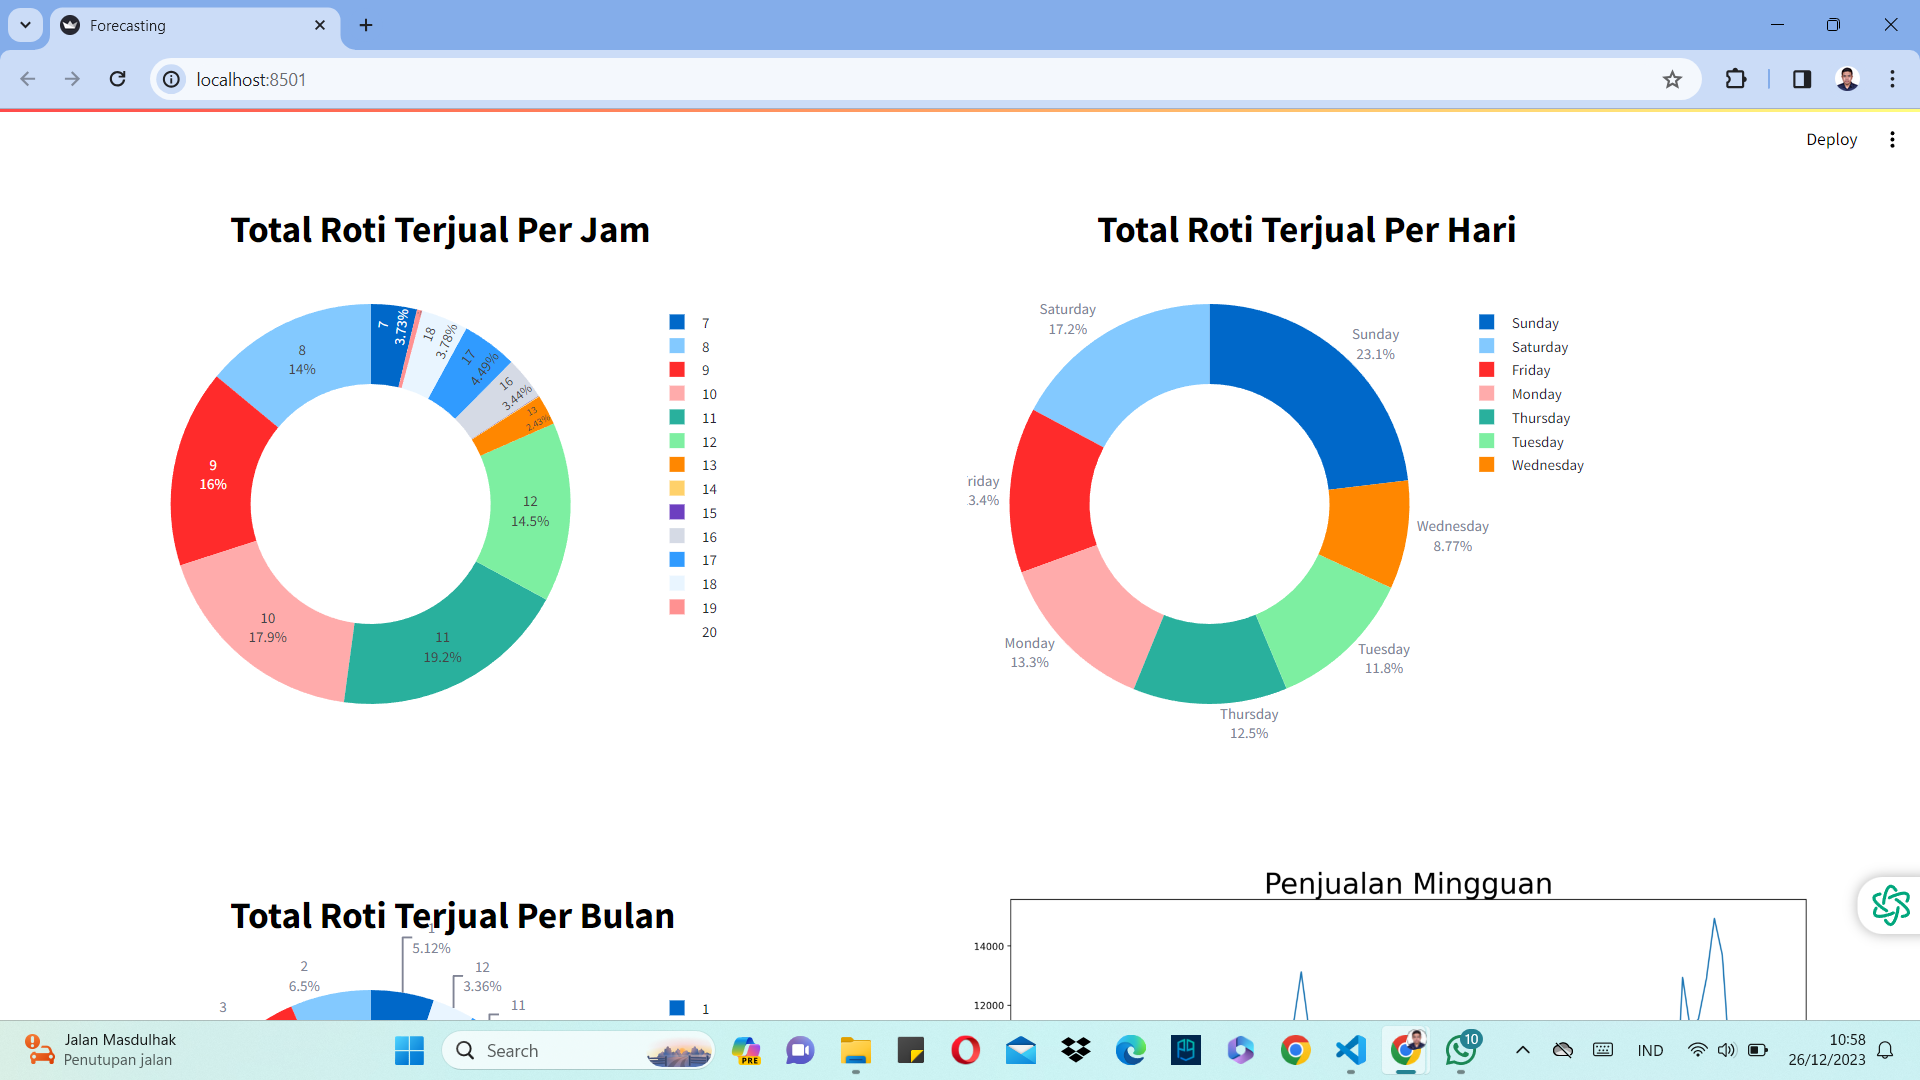 Forecasting
localhost:8501
Deploy
Total Roti Terjual Per Jam
7
3.73%
18
3.78%
17
4.49%
16
3.44%
13
2.43%
12
14.5%
11
19.2%
10
17.9%
9
16%
8
14%
7
8
9
10
11
12
13
14
15
16
17
18
19
20
Total Roti Terjual Per Hari
Saturday
17.2%
Sunday
23.1%
riday
3.4%
Wednesday
8.77%
Monday
13.3%
Tuesday
11.8%
Thursday
12.5%
Sunday
Saturday
Friday
Monday
Thursday
Tuesday
Wednesday
Total Roti Terjual Per Bulan
1
5.12%
2
6.5%
12
3.36%
3
11
1
Penjualan Mingguan
14000
12000
Jalan Masdulhak
Penutupan jalan
Search
PRE
10
IND
10:58
26/12/2023